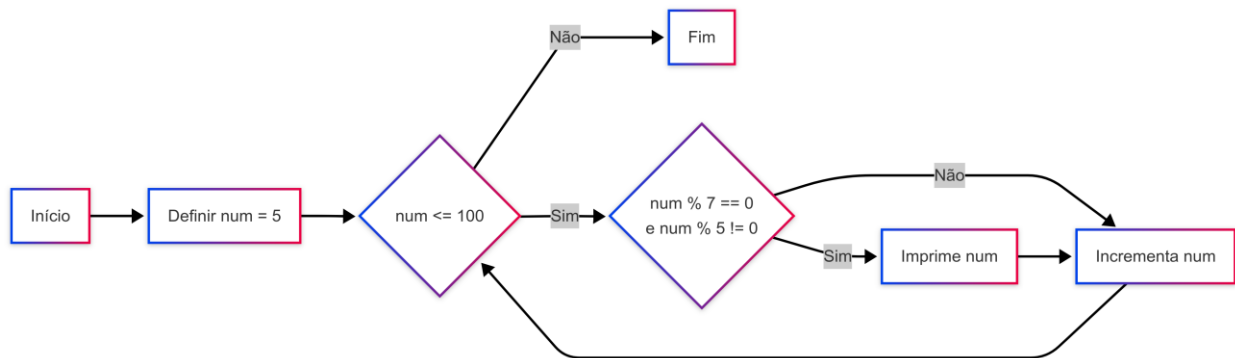 Não
Fim
Início
Definir num = 5
num <= 100
Sim
num % 7 == 0
e num % 5 != 0
Não
Sim
Imprime num
Incrementa num